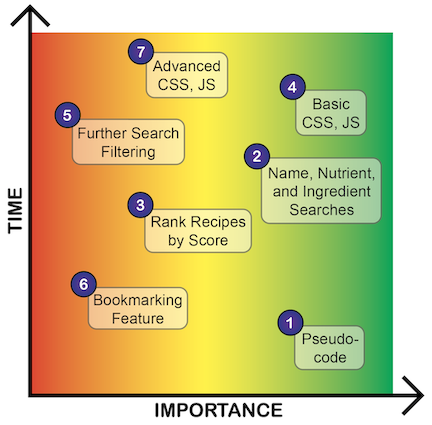 7
Advanced
CSS, JS
4
Basic
CSS, JS
5
Further Search
Filtering
2
Name, Nutrient,
and Ingredient
Searches
3
Rank Recipes
by Score
6
Bookmarking
Feature
1
Pseudo-
code
TIME
IMPORTANCE